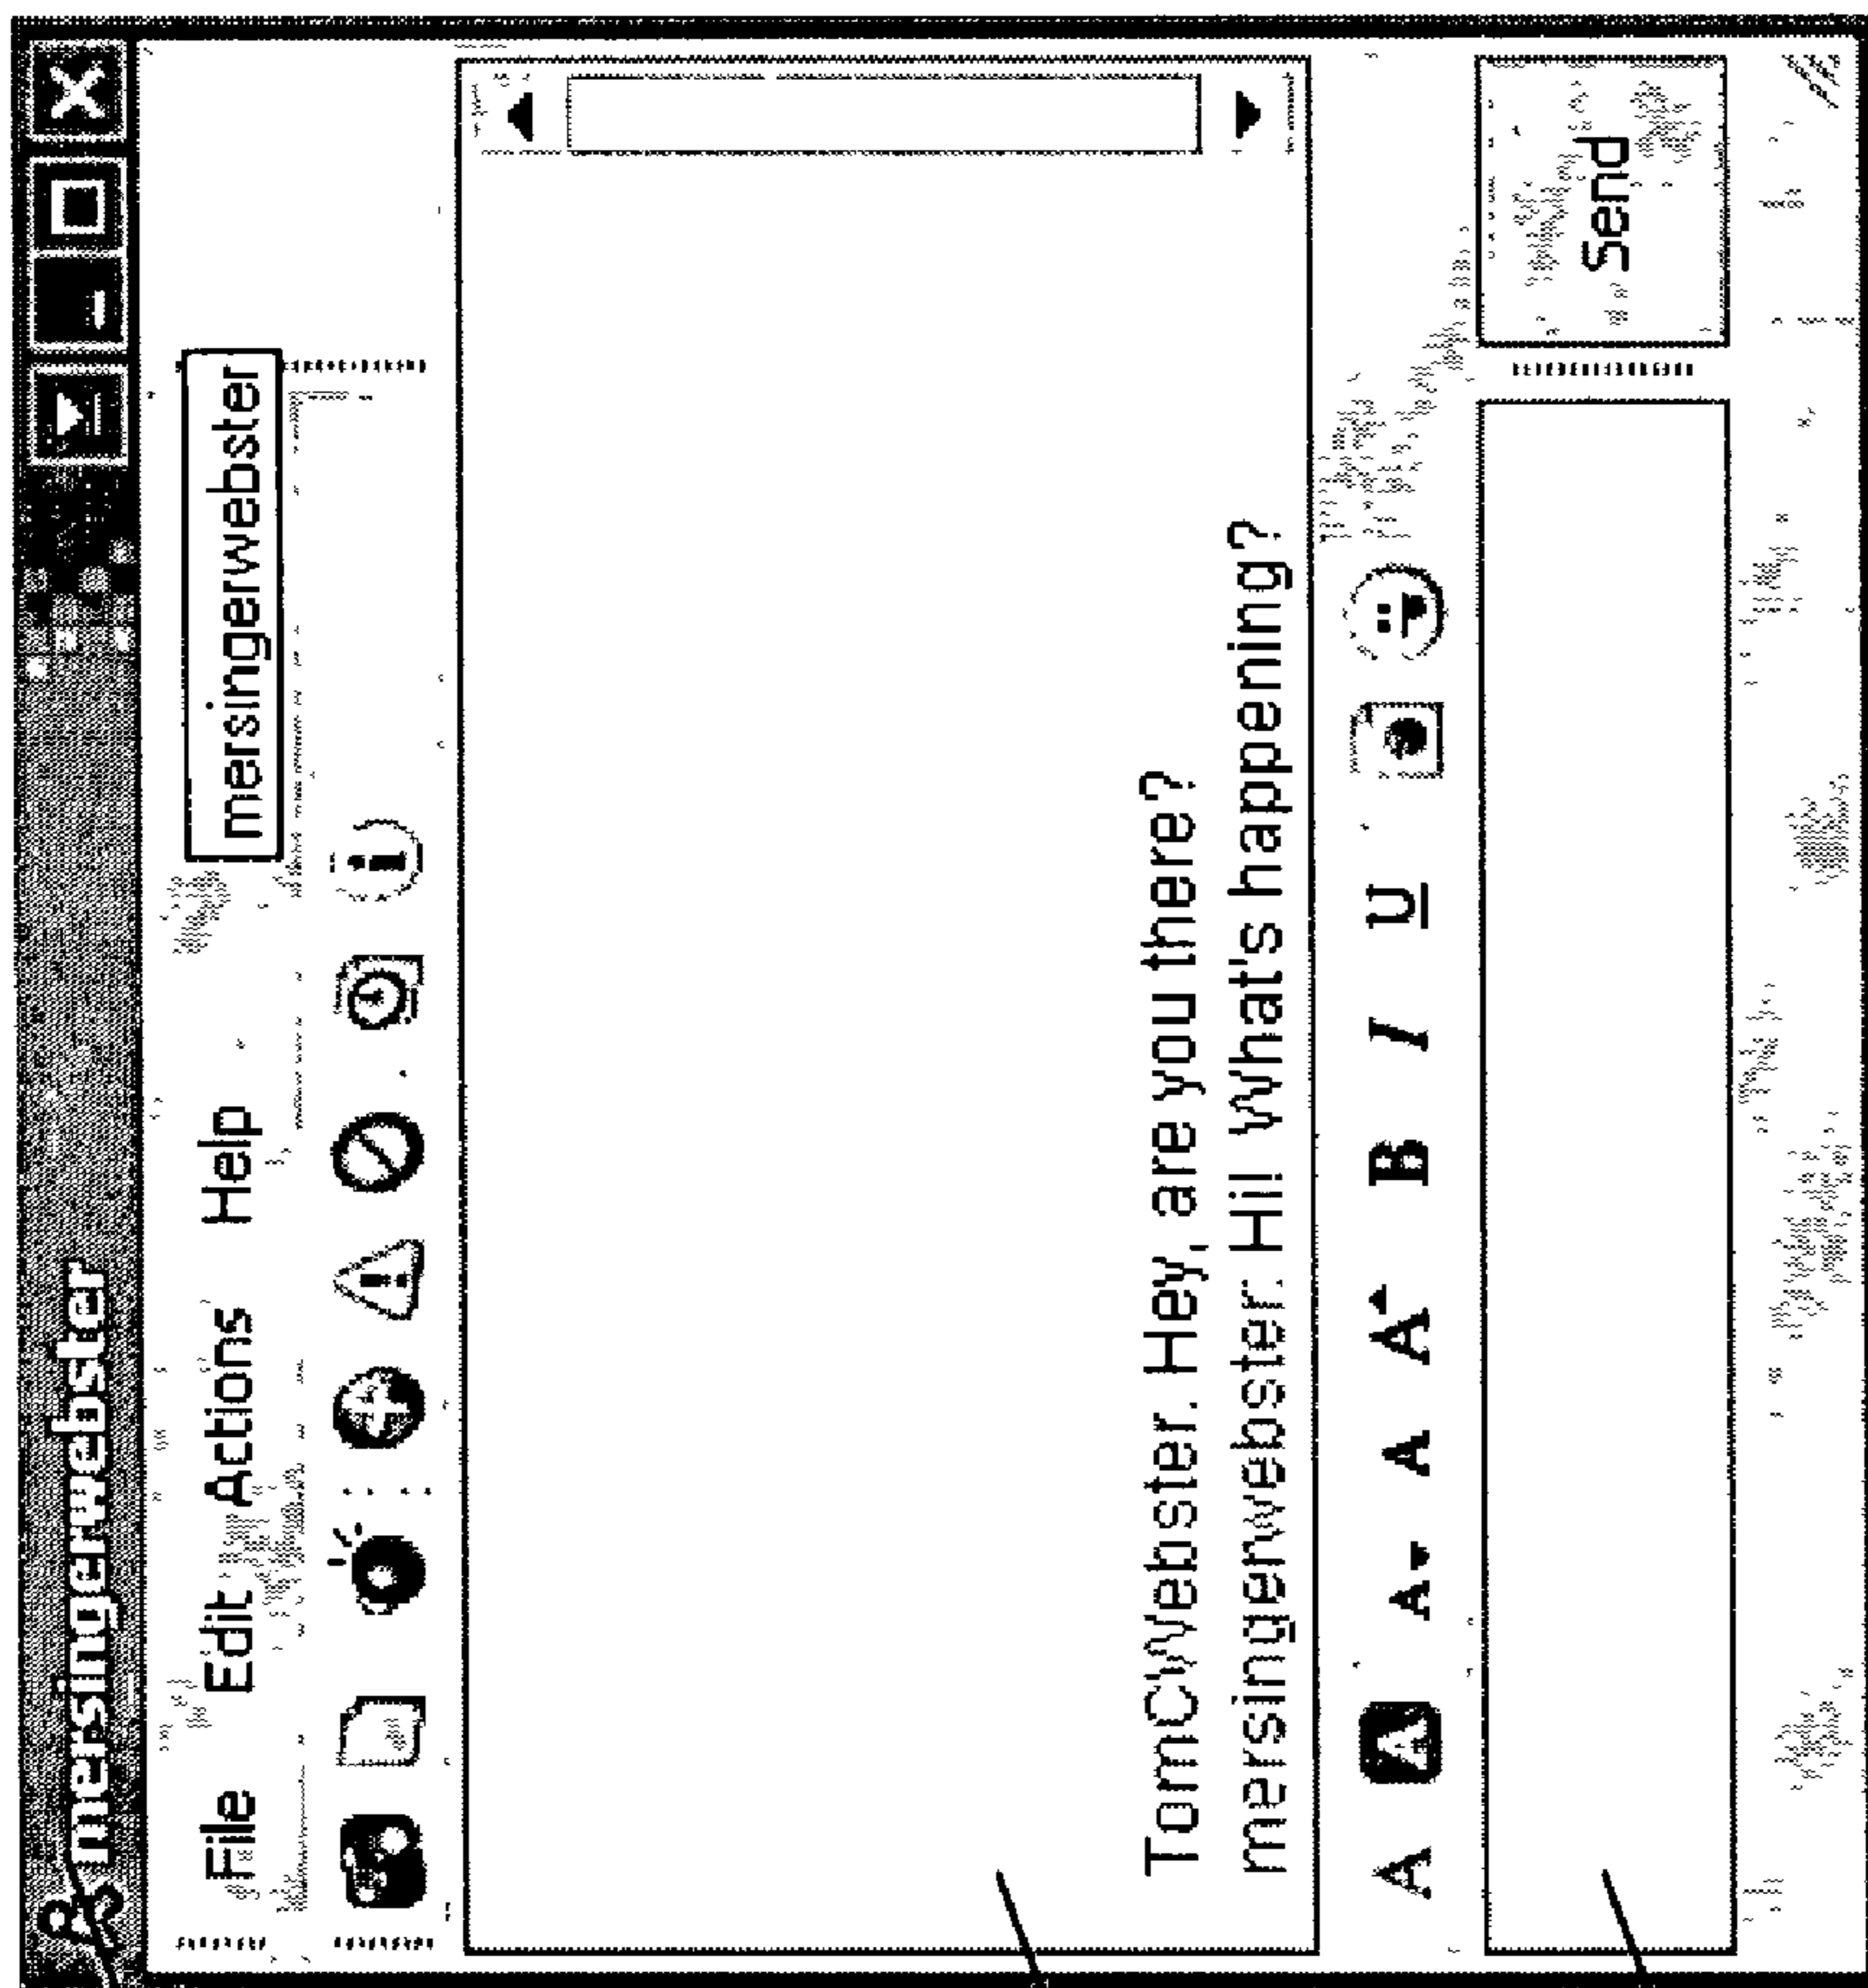 mersingerwebster
File Edit Actions Help
mersingerwebster
TomCWebster: Hey, are you there?
mersingerwebster: Hi! What's happening?
A A A A A B I U
Send